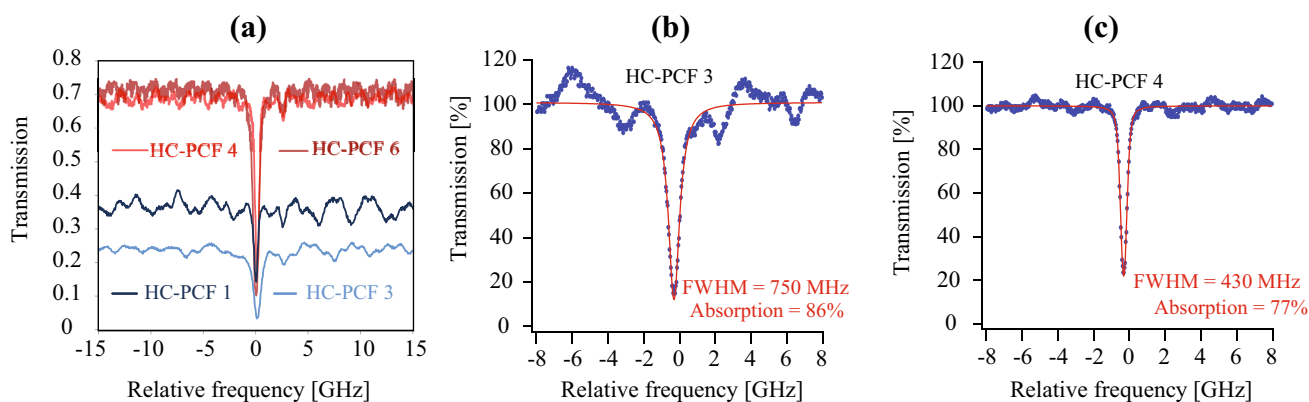 (a)
0.8
0.7
0.6
0.5
0.4
0.3
0.2
0.1
0
Transmission
HC-PCF 4
HC-PCF 6
HC-PCF 1
HC-PCF 3
-15 -10 -5 0 5 10 15
Relative frequency [GHz]
(b)
120
100
80
60
40
20
0
Transmission [%]
HC-PCF 3
FWHM = 750 MHz
Absorption = 86%
-8 -6 -4 -2 0 2 4 6 8
Relative frequency [GHz]
(c)
120
100
80
60
40
20
0
Transmission [%]
HC-PCF 4
FWHM = 430 MHz
Absorption = 77%
-8 -6 -4 -2 0 2 4 6 8
Relative frequency [GHz]